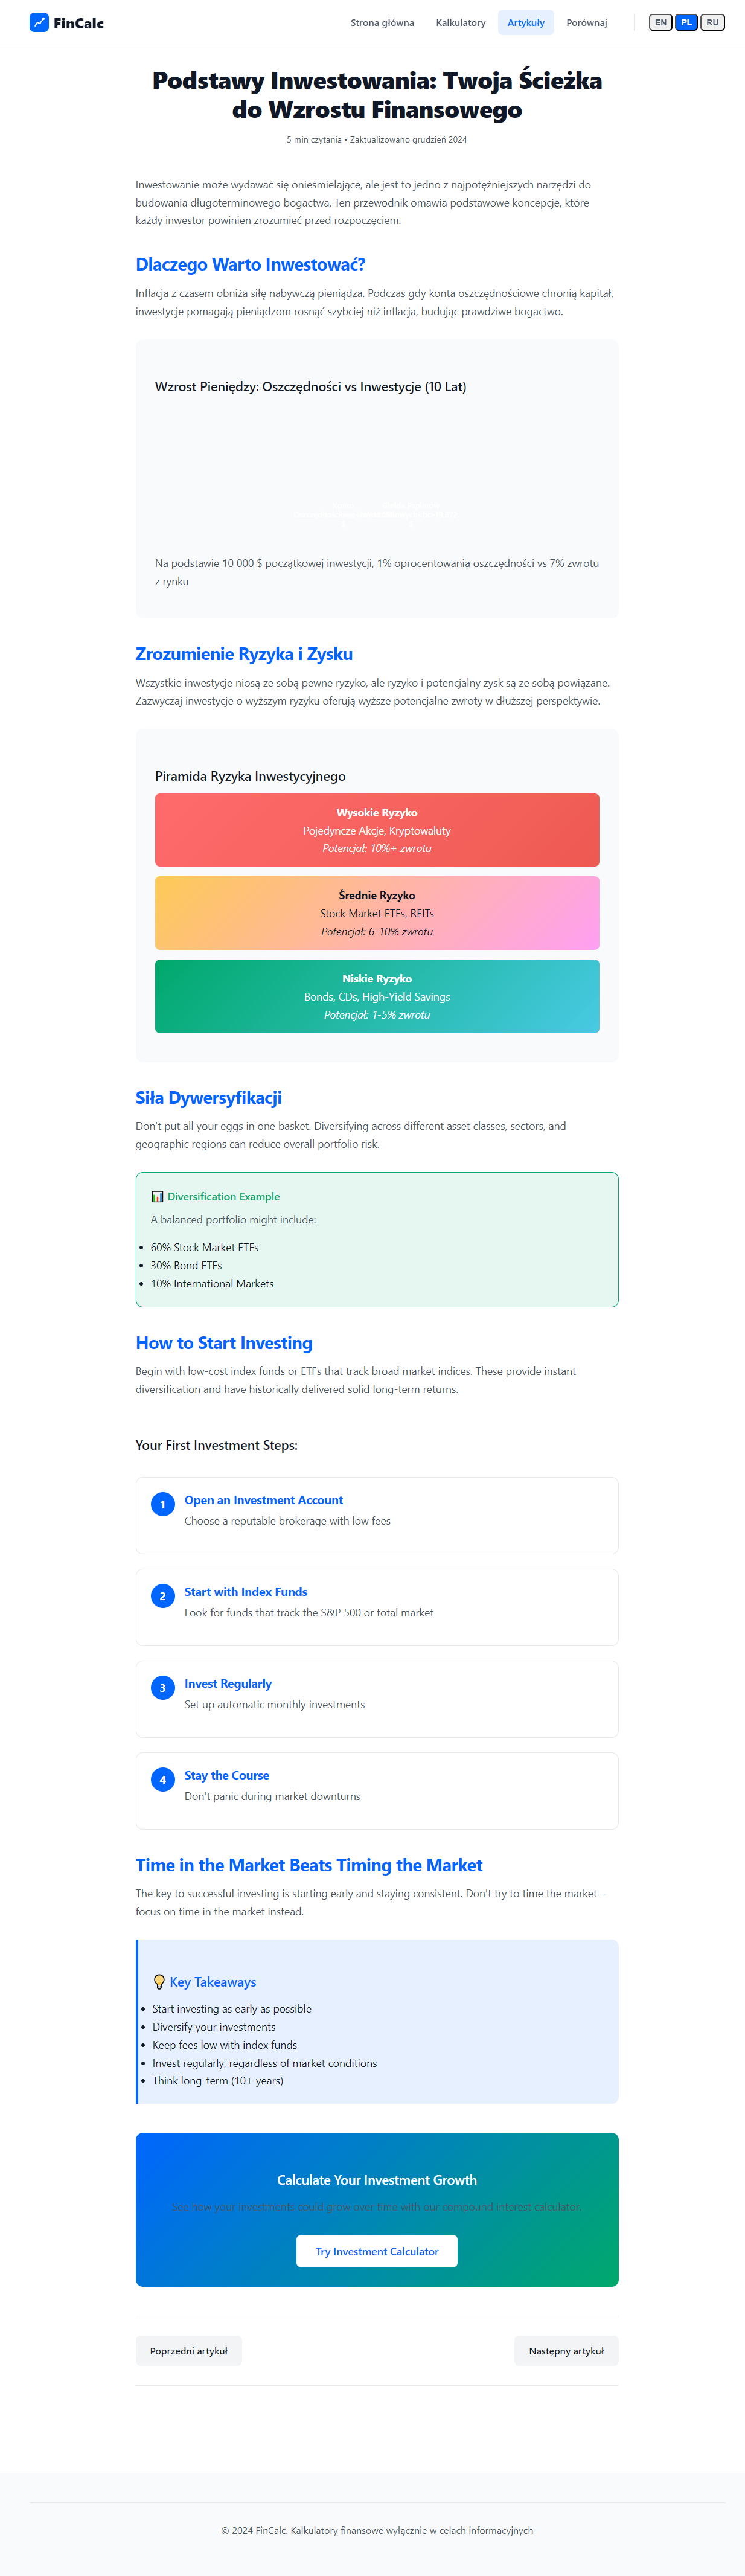 FinCalc
Strona główna
Kalkulatory
Artykuły
Porównaj
EN
PL
RU
Podstawy Inwestowania: Twoja Ścieżka
do Wzrostu Finansowego
5 min czytania • Zaktualizowano grudzień 2024
Inwestowanie może wydawać się onieśmielające, ale jest to jedno z najpotężniejszych narzędzi do
budowania długoterminowego bogactwa. Ten przewodnik omawia podstawowe koncepcje, które
każdy inwestor powinien zrozumieć przed rozpoczęciem.
Dlaczego Warto Inwestować?
Inflacja z czasem obniża siłę nabywczą pieniądza. Podczas gdy konta oszczędnościowe chronią kapitał,
inwestycje pomagają pieniądzom rosnąć szybciej niż inflacja, budując prawdziwe bogactwo.
Wzrost Pieniędzy: Oszczędności vs Inwestycje (10 Lat)
Na podstawie 10 000 $ początkowej inwestycji, 1% oprocentowania oszczędności vs 7% zwrotu
z rynku
Zrozumienie Ryzyka i Zysku
Wszystkie inwestycje niosą ze sobą pewne ryzyko, ale ryzyko i potencjalny zysk są ze sobą powiązane.
Zazwyczaj inwestycje o wyższym ryzyku oferują wyższe potencjalne zwroty w dłuższej perspektywie.
Piramida Ryzyka Inwestycyjnego
Wysokie Ryzyko
Pojedyncze Akcje, Kryptowaluty
Potencjał: 10%+ zwrotu
Średnie Ryzyko
Stock Market ETFs, REITs
Potencjał: 6-10% zwrotu
Niskie Ryzyko
Bonds, CDs, High-Yield Savings
Potencjał: 1-5% zwrotu
Siła Dywersyfikacji
Don't put all your eggs in one basket. Diversifying across different asset classes, sectors, and
geographic regions can reduce overall portfolio risk.
📊 Diversification Example
A balanced portfolio might include:
• 60% Stock Market ETFs
• 30% Bond ETFs
• 10% International Markets
How to Start Investing
Begin with low-cost index funds or ETFs that track broad market indices. These provide instant
diversification and have historically delivered solid long-term returns.
Your First Investment Steps:
1
Open an Investment Account
Choose a reputable brokerage with low fees
2
Start with Index Funds
Look for funds that track the S&P 500 or total market
3
Invest Regularly
Set up automatic monthly investments
4
Stay the Course
Don't panic during market downturns
Time in the Market Beats Timing the Market
The key to successful investing is starting early and staying consistent. Don't try to time the market –
focus on time in the market instead.
💡 Key Takeaways
• Start investing as early as possible
• Diversify your investments
• Keep fees low with index funds
• Invest regularly, regardless of market conditions
• Think long-term (10+ years)
Calculate Your Investment Growth
See how your investments could grow over time with our compound interest calculator.
Try Investment Calculator
Poprzedni artykuł
Następny artykuł
© 2024 FinCalc. Kalkulatory finansowe wyłącznie w celach informacyjnych